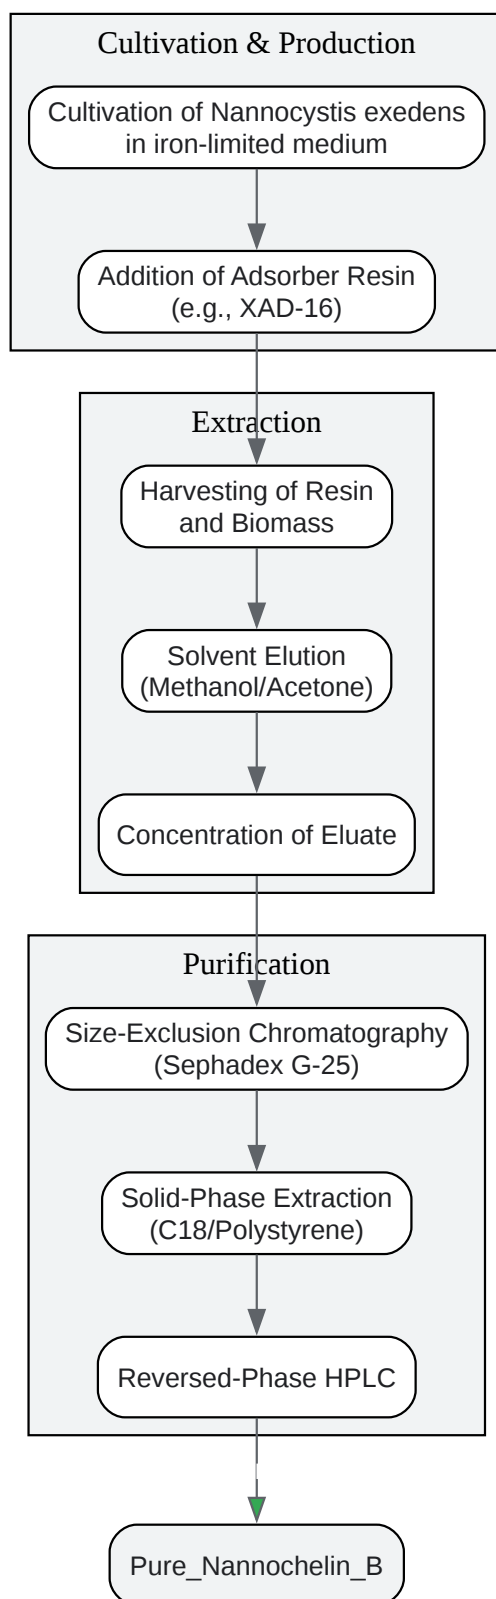 Cultivation & Production
Cultivation of Nannocystis exedens
in iron-limited medium
Addition of Adsorber Resin
(e.g., XAD-16)
Extraction
Harvesting of Resin
and Biomass
Solvent Elution
(Methanol/Acetone)
Concentration of Eluate
Purification
Size-Exclusion Chromatography
(Sephadex G-25)
Solid-Phase Extraction
(C18/Polystyrene)
Reversed-Phase HPLC
Pure_Nannochelin_B